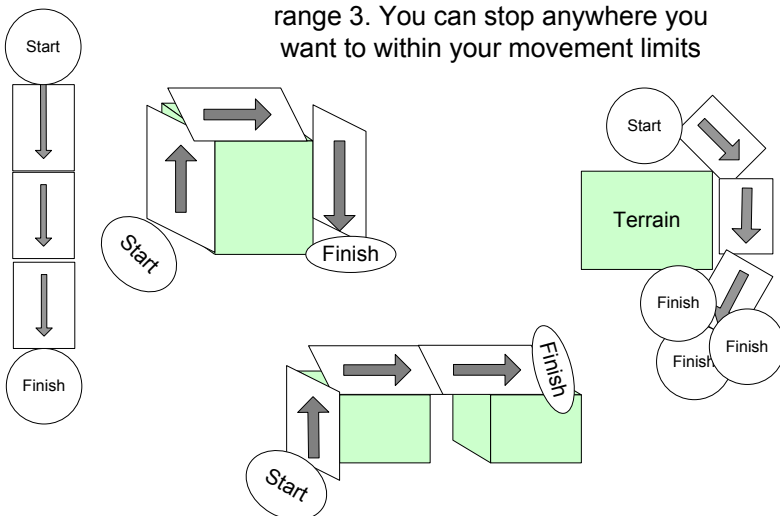 range 3. You can stop anywhere you
want to within your movement limits
Start
Finish
Start
Finish
Start
Terrain
Finish
Finish
Finish
Start
Finish